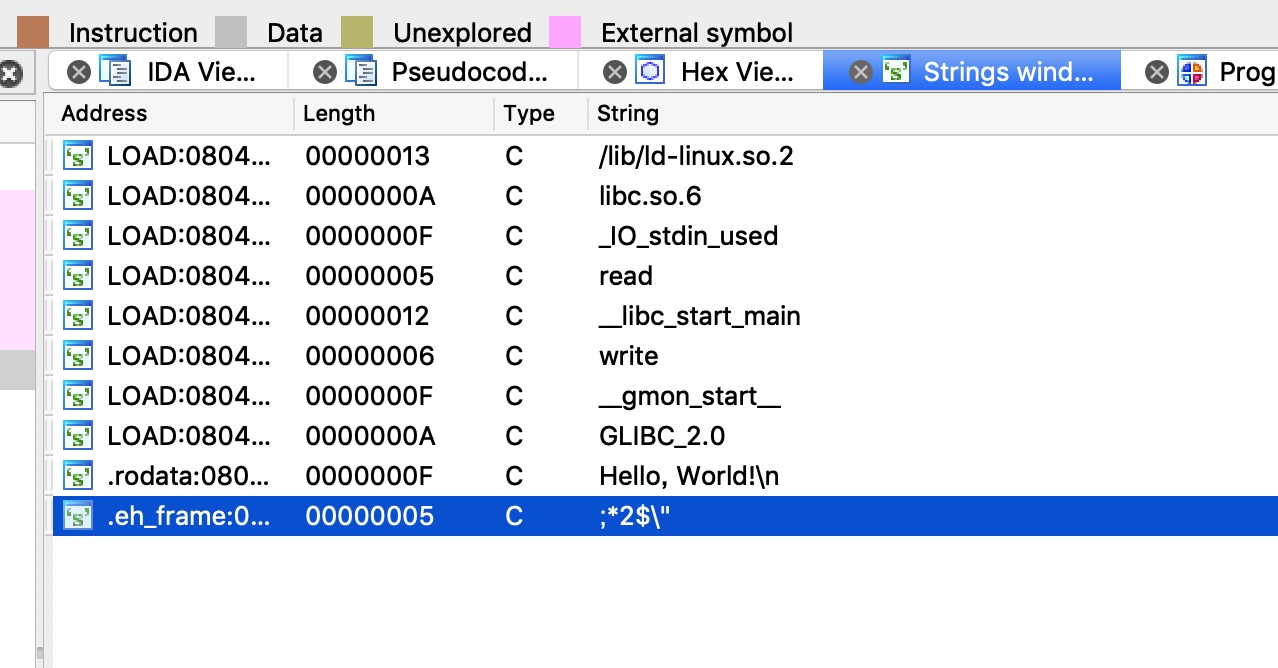 Instruction Data Unexplored External symbol
IDA Vie... Pseudocod... Hex Vie... Strings wind... Prog
Address Length Type String
LOAD:0804... 00000013 C /lib/ld-linux.so.2
LOAD:0804... 0000000A C libc.so.6
LOAD:0804... 0000000F C _IO_stdin_used
LOAD:0804... 00000005 C read
LOAD:0804... 00000012 C __libc_start_main
LOAD:0804... 00000006 C write
LOAD:0804... 0000000F C __gmon_start__
LOAD:0804... 0000000A C GLIBC_2.0
.rodata:080... 0000000F C Hello, World!\n
.eh_frame:0... 00000005 C ;*2$\"